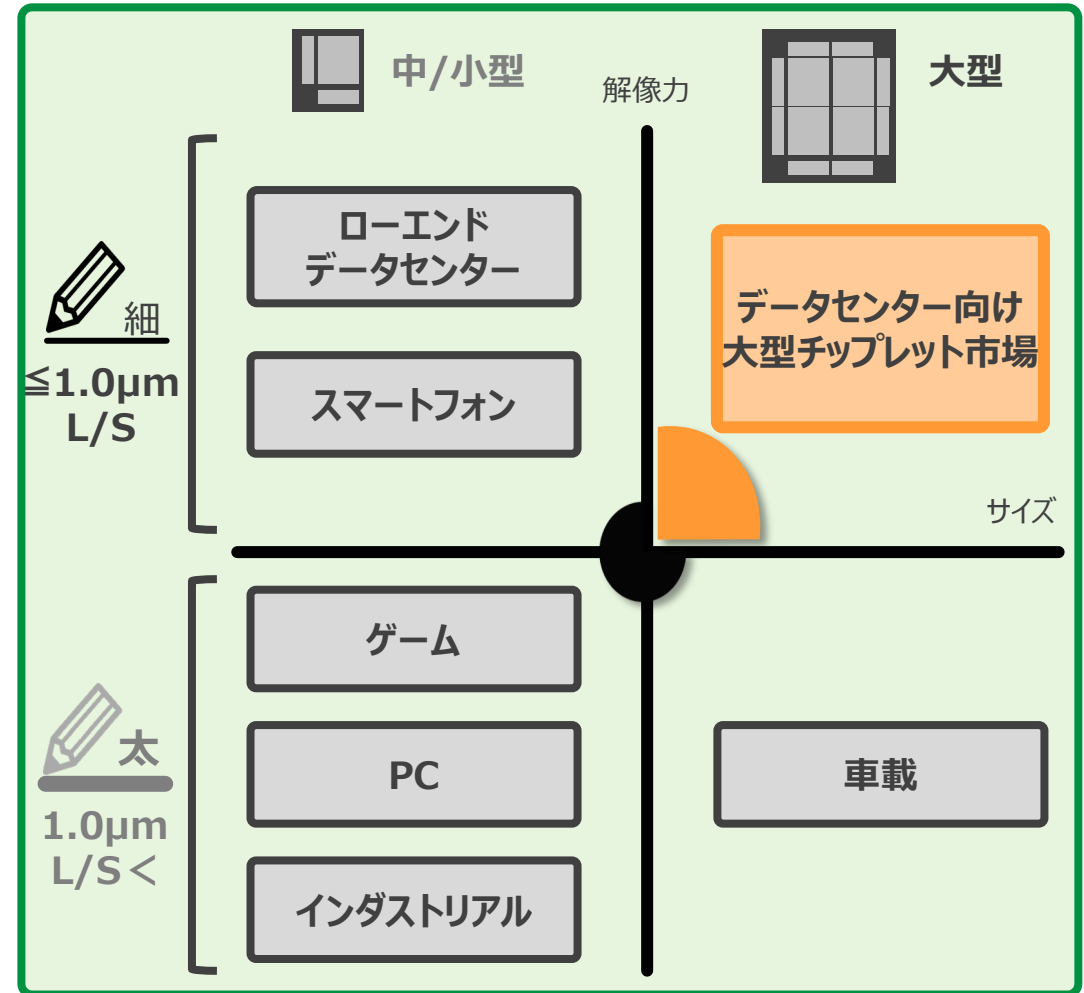 中/小型
解像力
大型
ローエンド
データセンター
データセンター向け
大型チップレット市場
細
≦1.0μm
L/S
スマートフォン
サイズ
ゲーム
太
1.0μm
L/S＜
PC
車載
インダストリアル